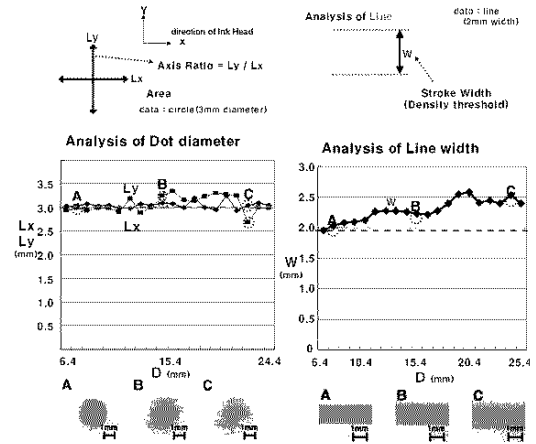 Ly
Lx
Y
X
direction of Ink Head
Axis Ratio = Ly / Lx
Area
data : circle(3mm diameter)
Analysis of Line
data : line
(2mm width)
W
Stroke Width
(Density threshold)
Analysis of Dot diameter
3.5
3.0
2.5
2.0
1.5
1.0
0.5
Lx
Ly
(mm)
A
Ly
B
C
Lx
6.4
15.4
24.4
D (mm)
A
B
C
1mm
1mm
1mm
Analysis of Line width
3.0
2.5
2.0
1.5
1.0
0.5
0
W
(mm)
A
W
B
C
6.4
10.4
15.4
20.4
25.4
D (mm)
A
B
C
1mm
1mm
1mm